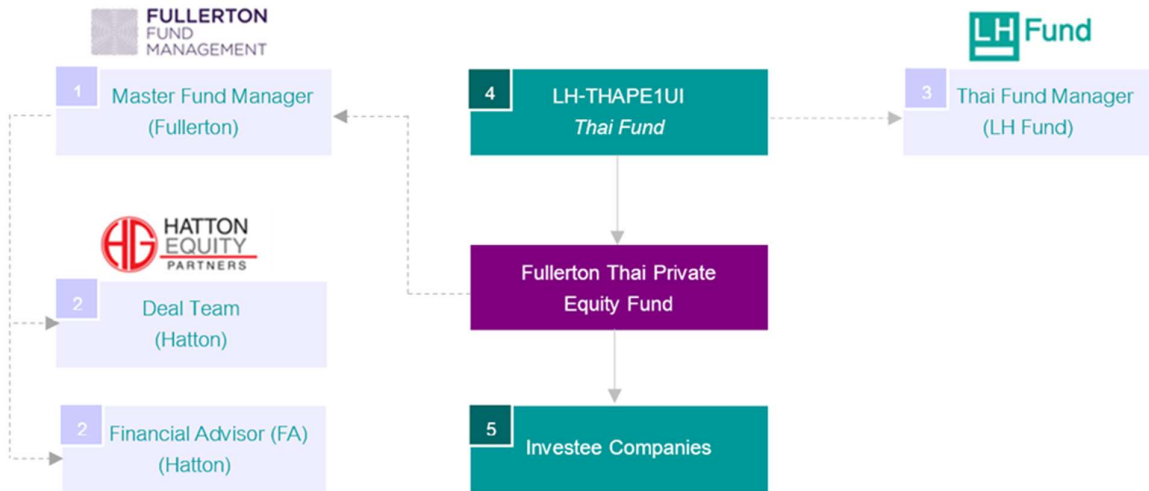 FULLERTON
FUND
MANAGEMENT
1
Master Fund Manager
(Fullerton)
HG
HATTON
EQUITY
PARTNERS
2
Deal Team
(Hatton)
2
Financial Advisor (FA)
(Hatton)
4
LH-THAPE1UI
Thai Fund
Fullerton Thai Private
Equity Fund
5
Investee Companies
LH Fund
3
Thai Fund Manager
(LH Fund)